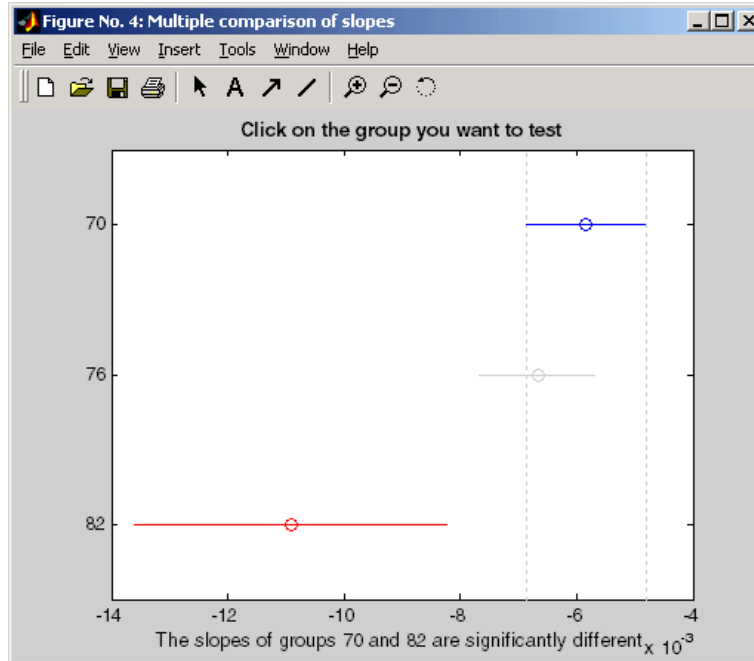 Figure No. 4: Multiple comparison of slopes
File Edit View Insert Tools Window Help
A
Click on the group you want to test
70
76
82
-14 -12 -10 -8 -6 -4
The slopes of groups 70 and 82 are significantly different x 10^-3